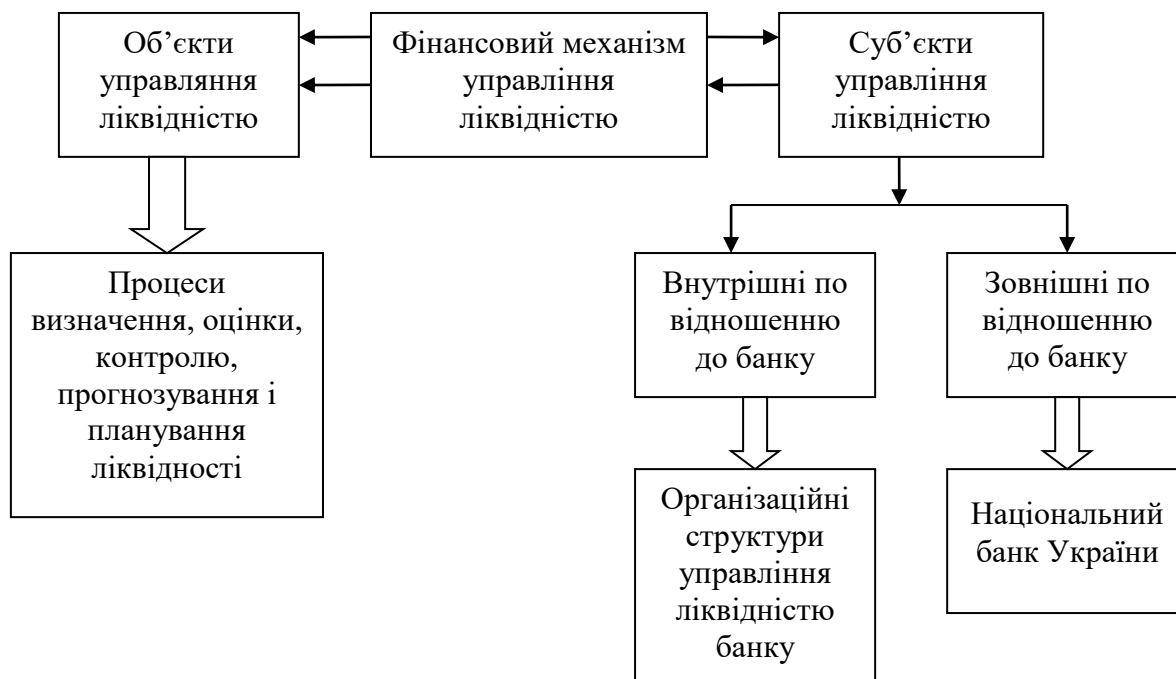 Об’єкти
управляння
ліквідністю
Фінансовий механізм
управління
ліквідністю
Суб’єкти
управління
ліквідністю
Процеси
визначення, оцінки,
контролю,
прогнозування і
планування
ліквідності
Внутрішні по
відношенню
до банку
Зовнішні по
відношенню
до банку
Організаційні
структури
управління
ліквідністю
банку
Національний
банк України